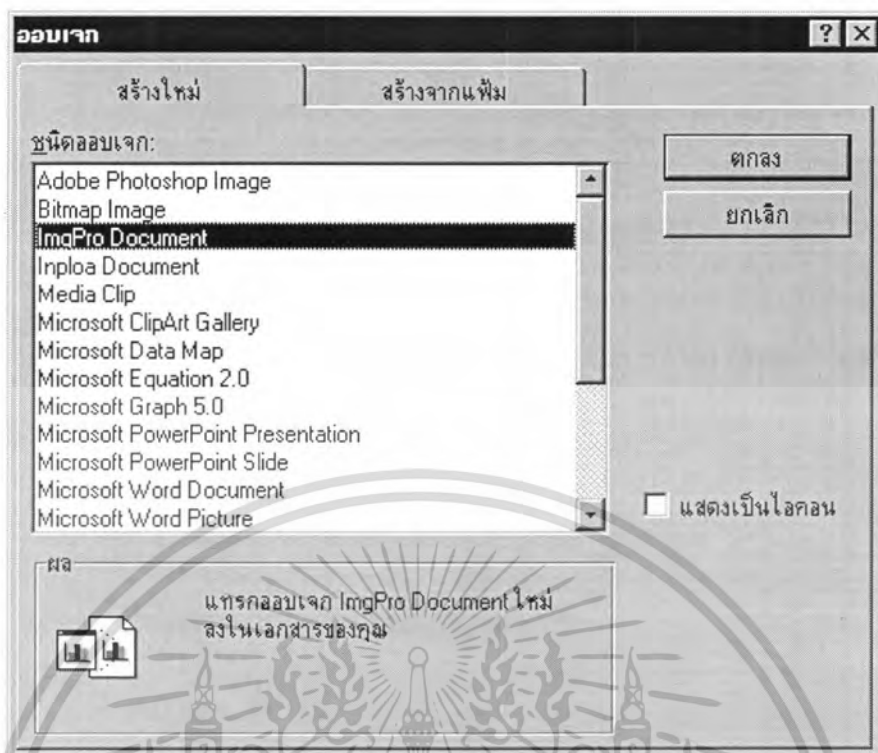 ออบเจก
สร้างใหม่
สร้างจากแฟ้ม
ชนิดออบเจก:
Adobe Photoshop Image
Bitmap Image
ImgPro Document
Inploa Document
Media Clip
Microsoft ClipArt Gallery
Microsoft Data Map
Microsoft Equation 2.0
Microsoft Graph 5.0
Microsoft PowerPoint Presentation
Microsoft PowerPoint Slide
Microsoft Word Document
Microsoft Word Picture
ตกลง
ยกเลิก
แสดงเป็นไอคอน
ผล
แทรกออบเจก ImgPro Document ใหม่
ลงในเอกสารของคุณ